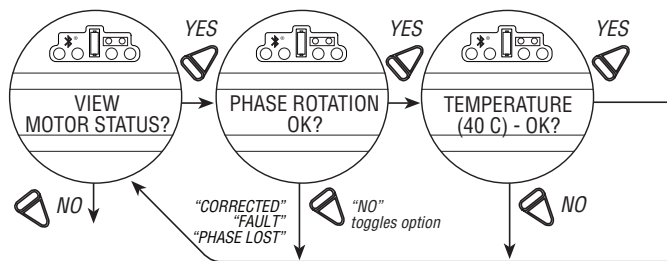 YES
YES
YES
VIEW
MOTOR STATUS?
PHASE ROTATION
OK?
TEMPERATURE
(40 C) - OK?
NO
“CORRECTED”
“FAULT”
“PHASE LOST”
“NO”
toggles option
NO